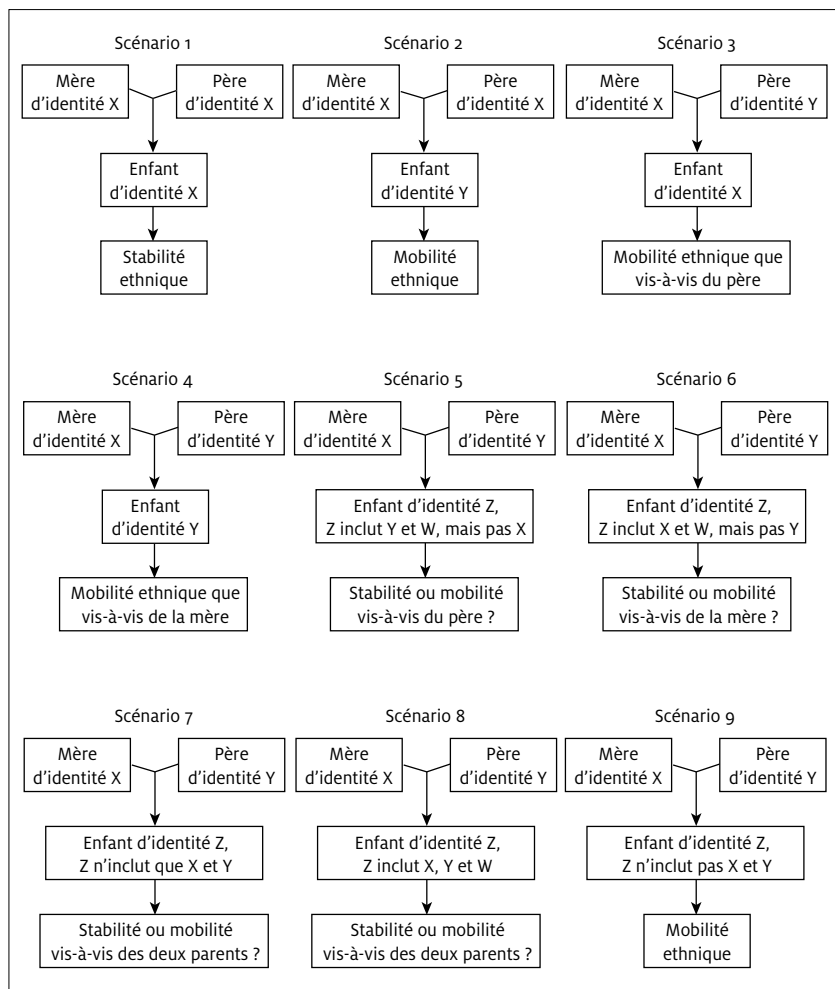 Scénario 1
Mère
d'identité X
Père
d'identité X
Enfant
d'identité X
Stabilité
ethnique
Scénario 2
Mère
d'identité X
Père
d'identité X
Enfant
d'identité Y
Mobilité
ethnique
Scénario 3
Mère
d'identité X
Père
d'identité Y
Enfant
d'identité X
Mobilité ethnique que
vis-à-vis du père
Scénario 4
Mère
d'identité X
Père
d'identité Y
Enfant
d'identité Y
Mobilité ethnique que
vis-à-vis de la mère
Scénario 5
Mère
d'identité X
Père
d'identité Y
Enfant d'identité Z,
Z inclut Y et W, mais pas X
Stabilité ou mobilité
vis-à-vis du père ?
Scénario 6
Mère
d'identité X
Père
d'identité Y
Enfant d'identité Z,
Z inclut X et W, mais pas Y
Stabilité ou mobilité
vis-à-vis de la mère ?
Scénario 7
Mère
d'identité X
Père
d'identité Y
Enfant d'identité Z,
Z n'inclut que X et Y
Stabilité ou mobilité
vis-à-vis des deux parents ?
Scénario 8
Mère
d'identité X
Père
d'identité Y
Enfant d'identité Z,
Z inclut X, Y et W
Stabilité ou mobilité
vis-à-vis des deux parents ?
Scénario 9
Mère
d'identité X
Père
d'identité Y
Enfant d'identité Z,
Z n'inclut pas X et Y
Mobilité
ethnique